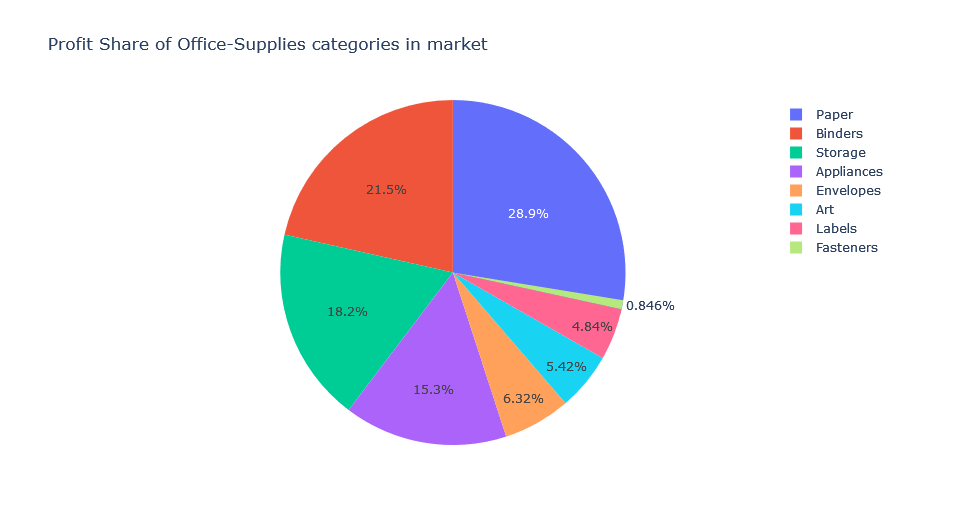 Profit Share of Office-Supplies categories in market
Paper
Binders
Storage
Appliances
Envelopes
Art
Labels
Fasteners
21.5%
28.9%
18.2%
0.846%
4.84%
5.42%
15.3%
6.32%